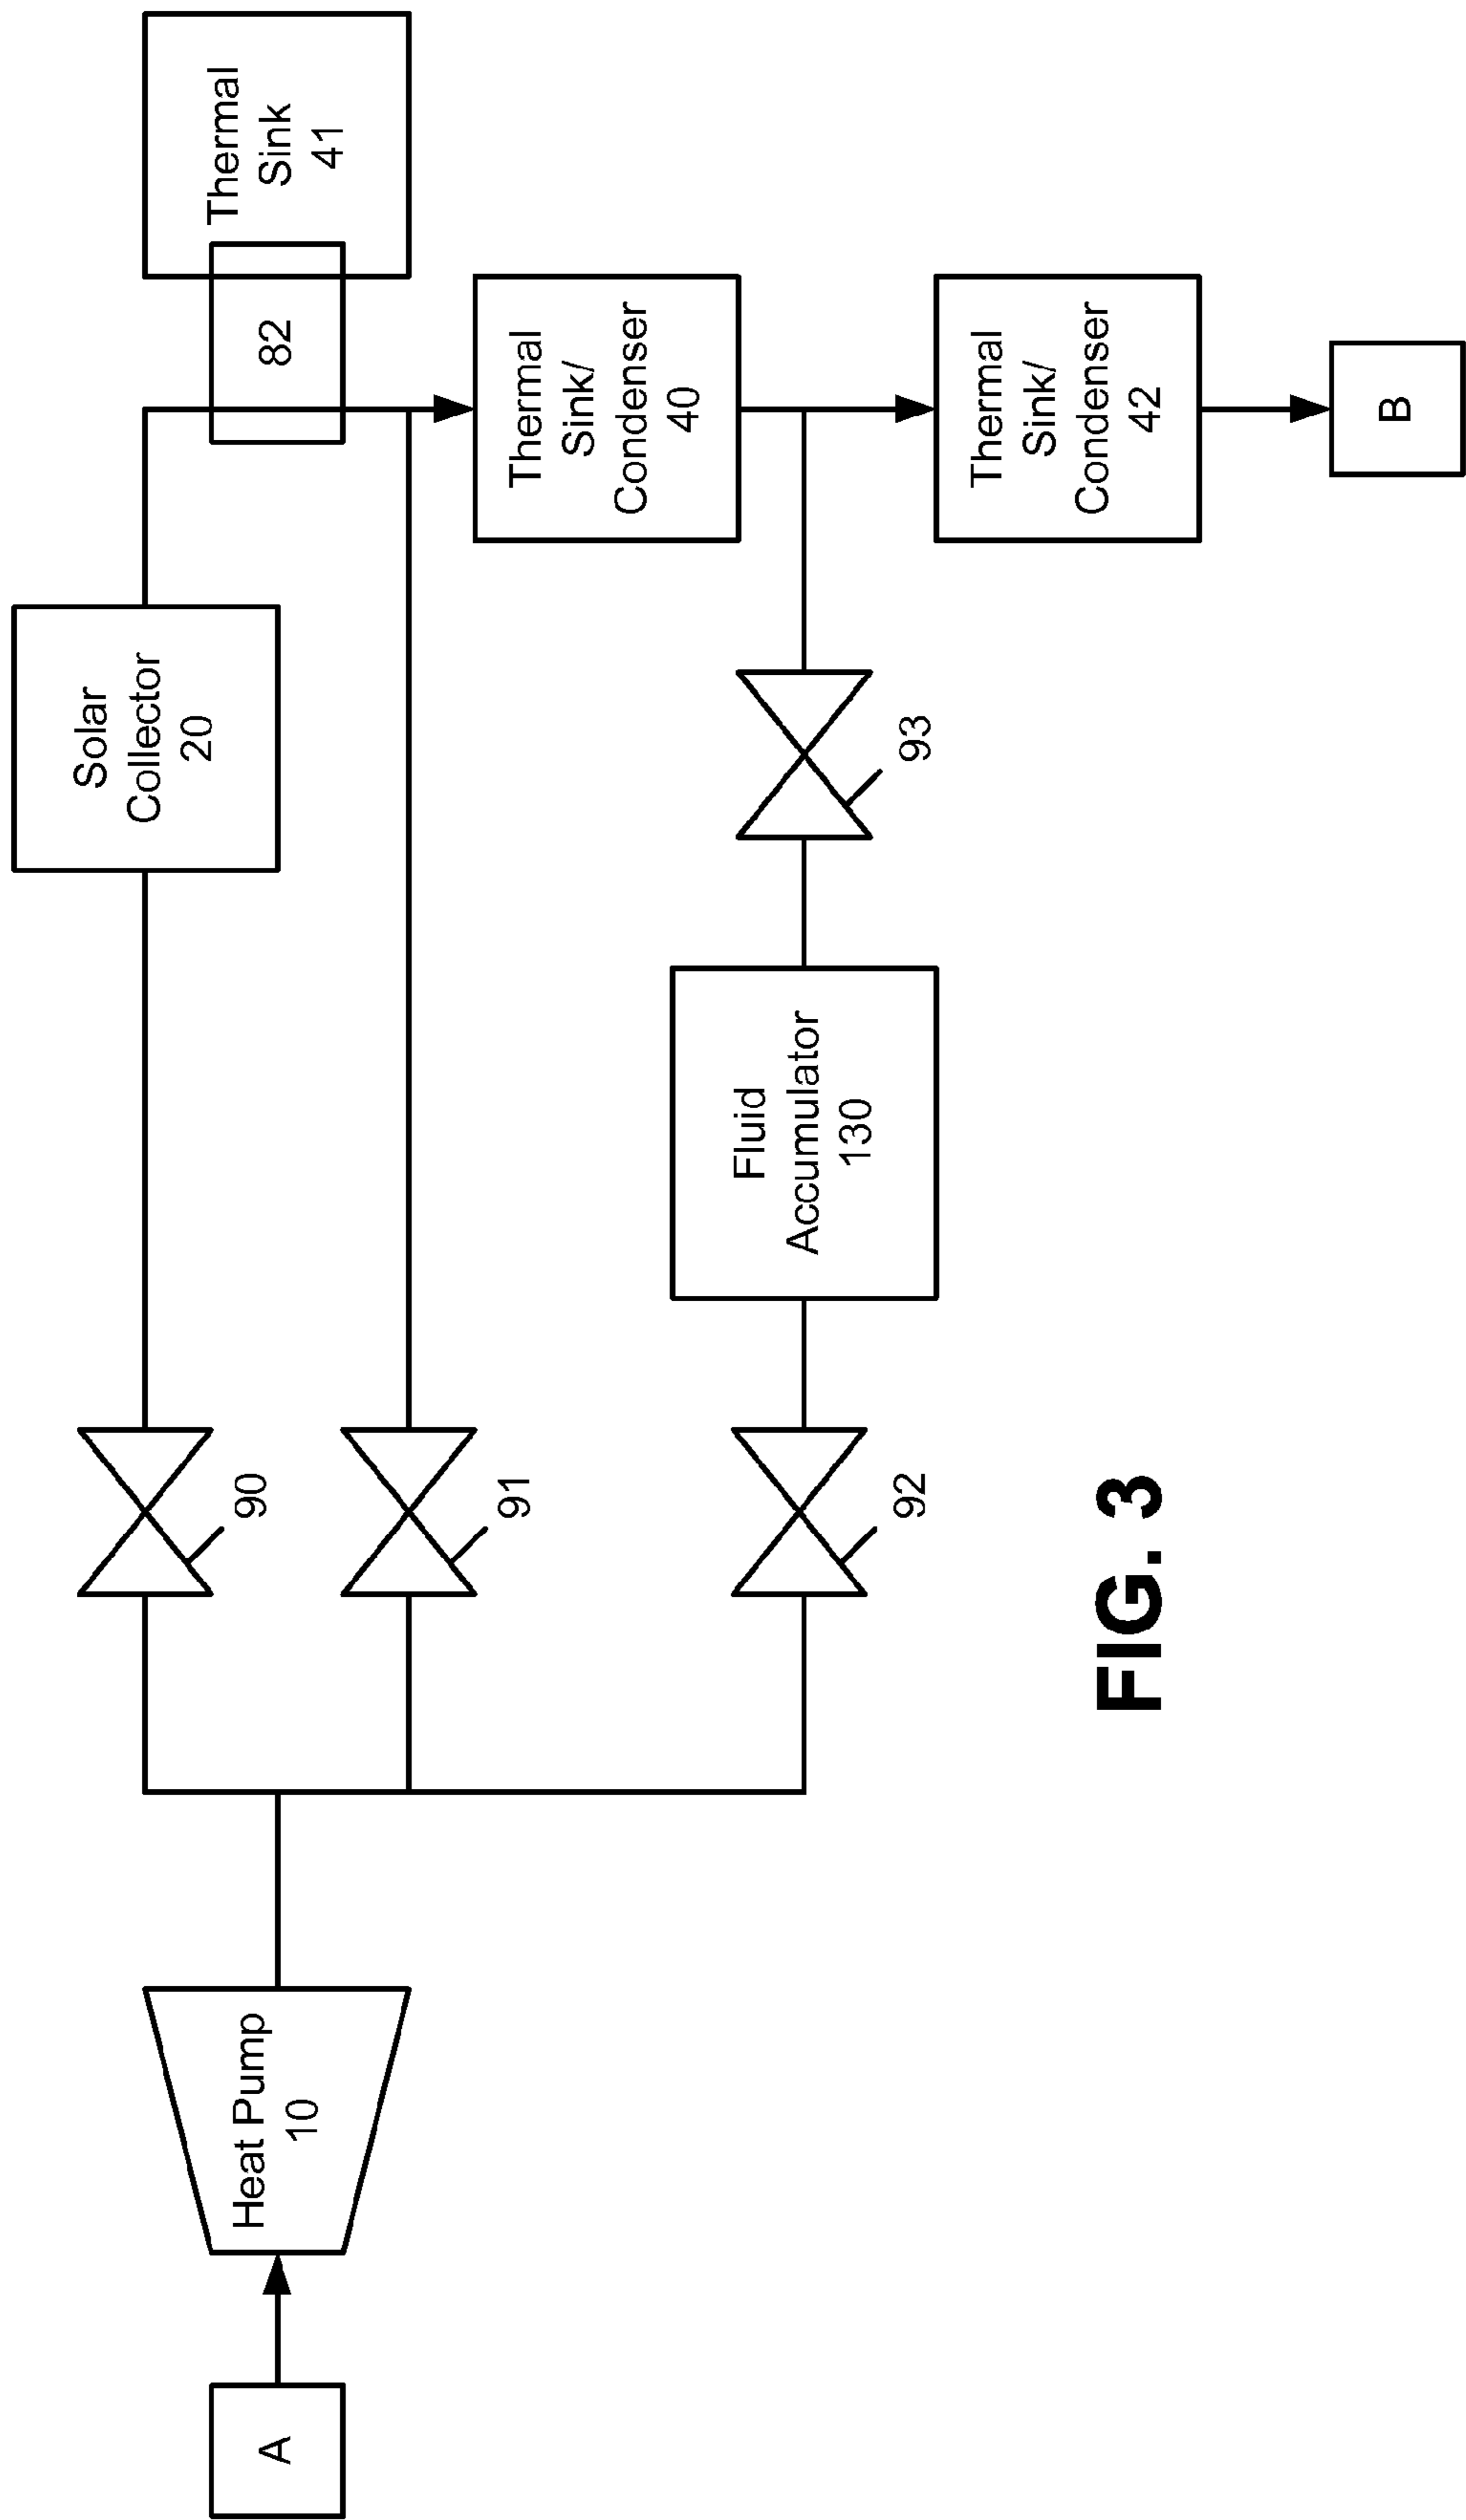 A
Heat Pump
10
90
91
92
Solar
Collector
20
Fluid
Accumulator
130
93
82
Thermal
Sink
41
Thermal
Sink/
Condenser
40
Thermal
Sink/
Condenser
42
B
FIG. 3